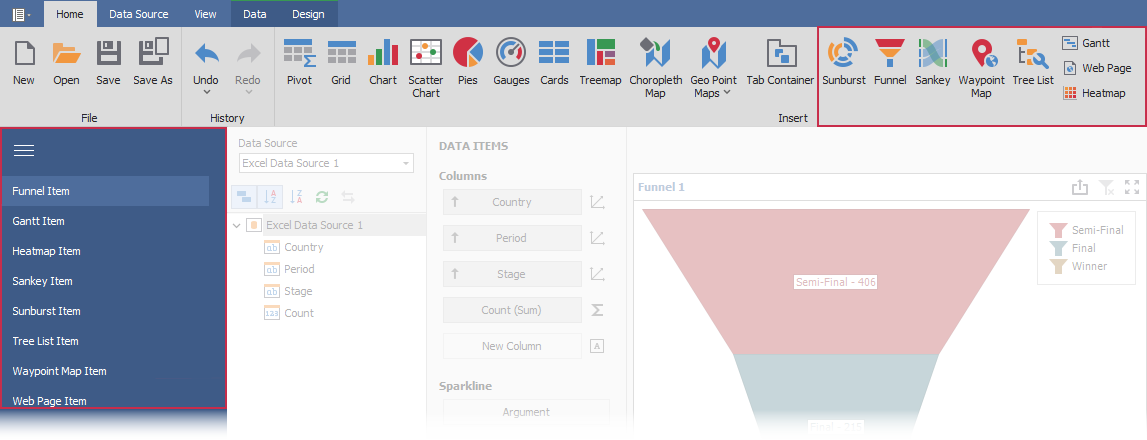 Home
Data Source
View
Data
Design
New
Open
Save
Save As
Undo
Redo
Pivot
Grid
Chart
Scatter
Chart
Pies
Gauges
Cards
Treemap
Choropleth
Map
Geo Point
Maps
Tab Container
Sunburst
Funnel
Sankey
Waypoint
Map
Tree List
Gantt
Web Page
Heatmap
File
History
Insert
Funnel Item
Gantt Item
Heatmap Item
Sankey Item
Sunburst Item
Tree List Item
Waypoint Map Item
Web Page Item
Data Source
Excel Data Source 1
Excel Data Source 1
Country
Period
Stage
Count
DATA ITEMS
Columns
Country
Period
Stage
Count (Sum)
New Column
Sparkline
Argument
Funnel 1
Semi-Final - 406
Final - 215
Semi-Final
Final
Winner